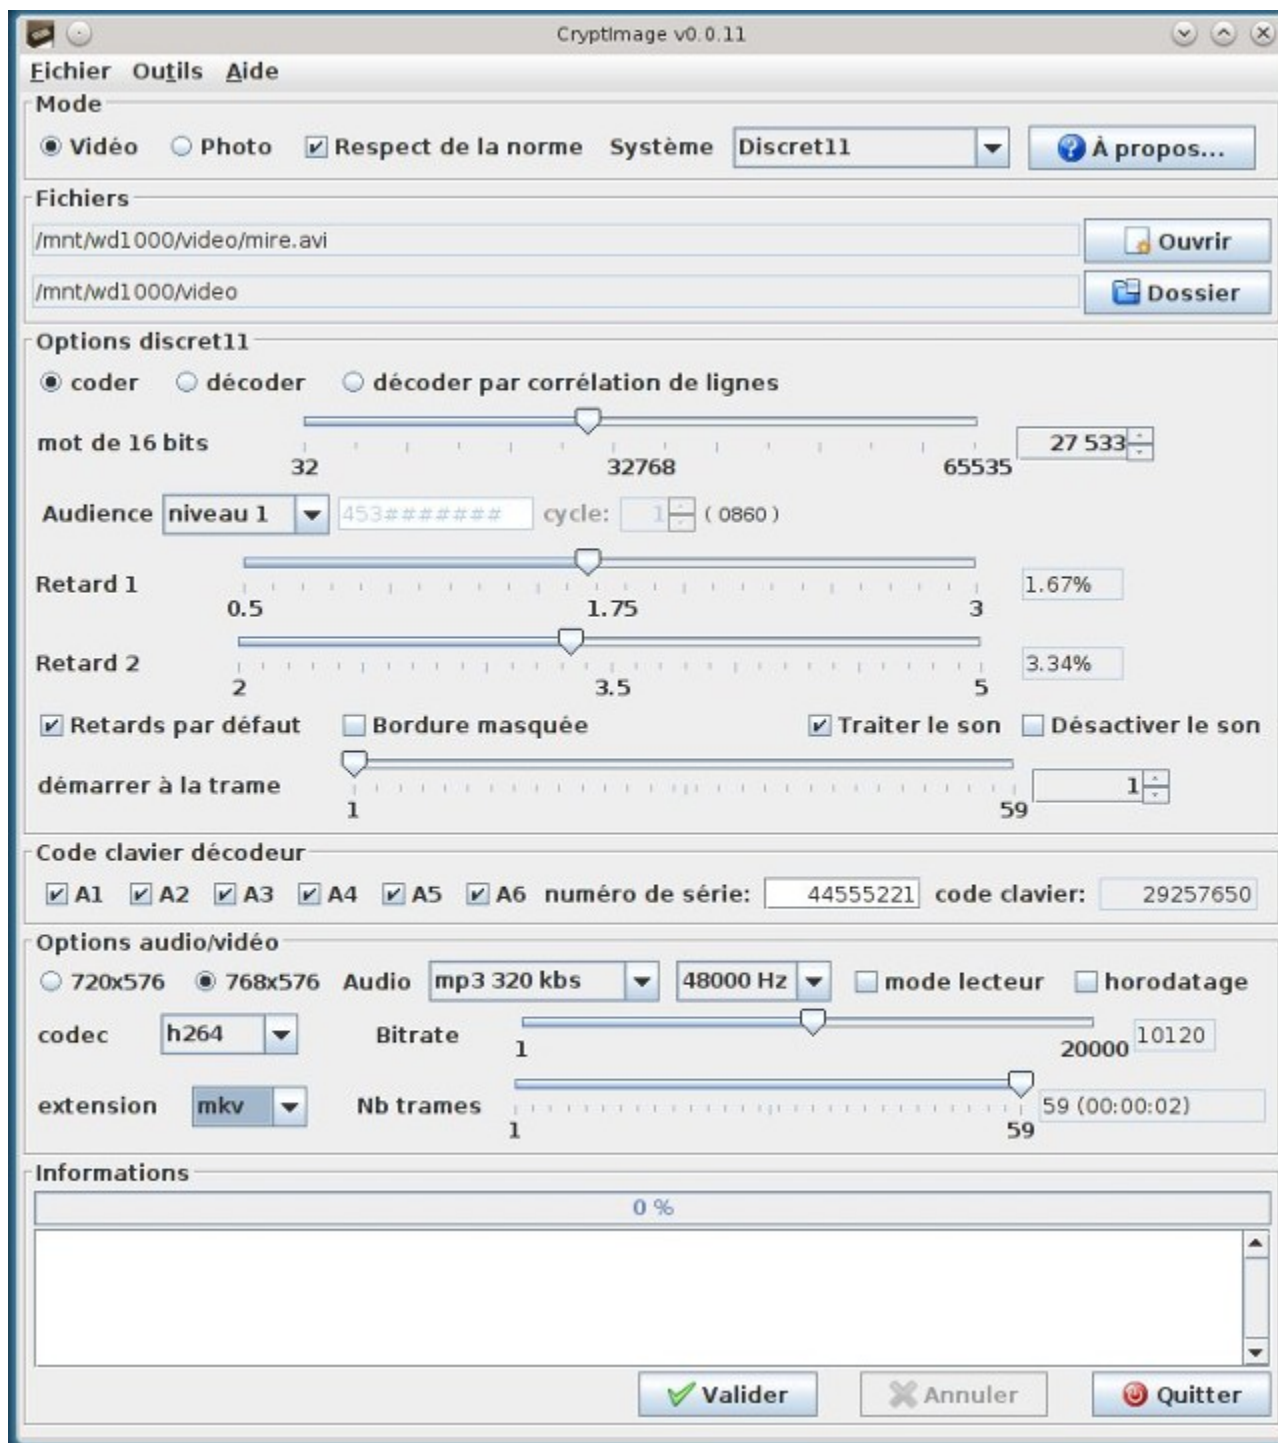 CryptImage v0.0.11
Fichier Outils Aide
Mode
Vidéo Photo Respect de la norme Système Discret11 À propos...
Fichiers
/mnt/wd1000/video/mire.avi Ouvrir
/mnt/wd1000/video Dossier
Options discret11
coder décoder décoder par corrélation de lignes
mot de 16 bits 27 533
32 32768 65535
Audience niveau 1 453####### cycle: 1 ( 0860 )
Retard 1 1.67%
0.5 1.75 3
Retard 2 3.34%
2 3.5 5
Retards par défaut Bordure masquée Traiter le son Désactiver le son
démarrer à la trame 1
1 59
Code clavier décodeur
A1 A2 A3 A4 A5 A6 numéro de série: 44555221 code clavier: 29257650
Options audio/vidéo
720x576 768x576 Audio mp3 320 kbs 48000 Hz mode lecteur horodatage
codec h264 Bitrate 10120
1 20000
extension mkv Nb trames 59 (00:00:02)
1 59
Informations
0 %
Valider Annuler Quitter